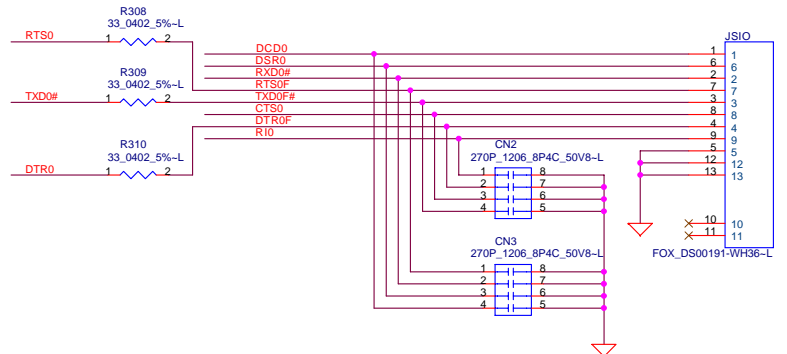 R308
33_0402_5%~L
RTS0
1 2
R309
33_0402_5%~L
TXD0#
1 2
R310
33_0402_5%~L
DTR0
1 2
DCD0
DSR0
RXD0#
RTS0F
TXD0F#
CTS0
DTR0F
RI0
CN2
270P_1206_8P4C_50V8~L
1 8
2 7
3 6
4 5
CN3
270P_1206_8P4C_50V8~L
1 8
2 7
3 6
4 5
JSIO
1 1
6 6
2 2
7 7
3 3
8 8
4 4
9 9
5 5
12 12
13 13
10 10
11 11
FOX_DS00191-WH36~L